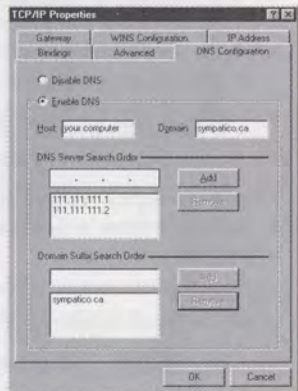 TCP/IP Properties
Gateway WINS Configuration IP Address
Bindings Advanced DNS Configuration
Disable DNS
Enable DNS
Host: your computer Domain: sympatico.ca
DNS Server Search Order
. . . Add
111.111.111.1 Remove
111.111.111.2
Domain Suffix Search Order
Add
sympatico.ca Remove
OK Cancel